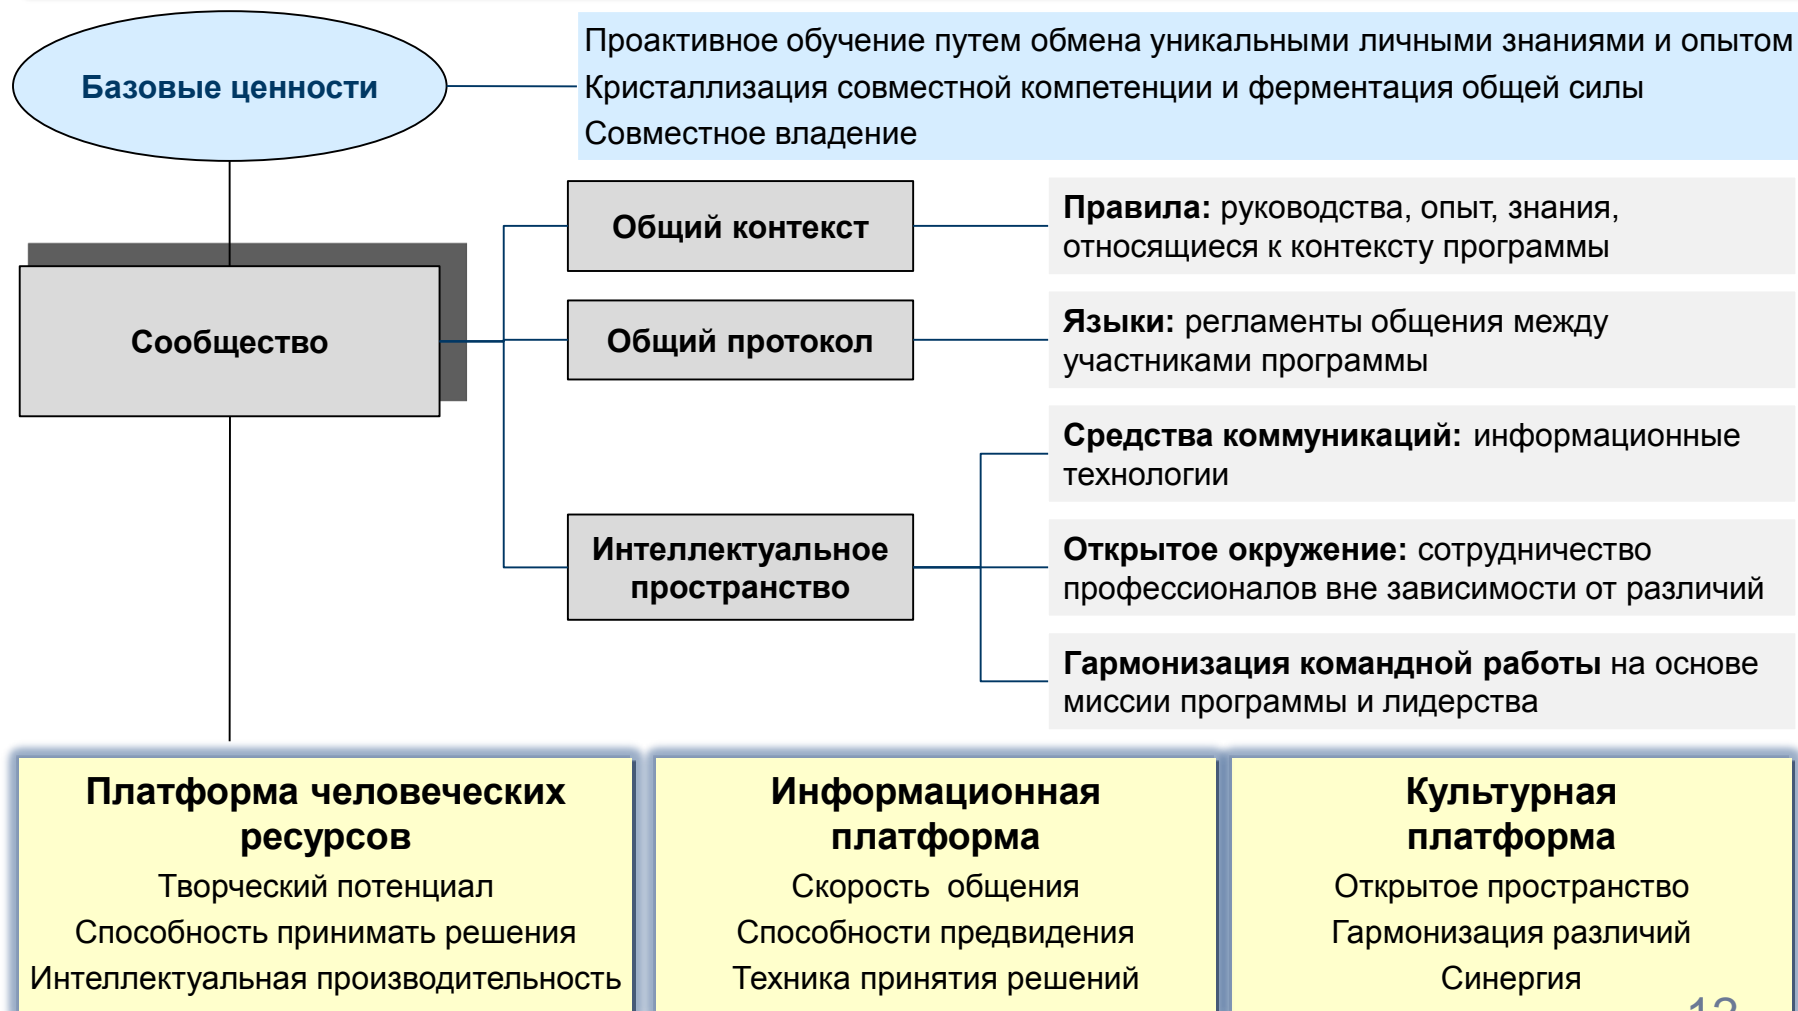 Базовые ценности
Проактивное обучение путем обмена уникальными личными знаниями и опытом
Кристаллизация совместной компетенции и ферментация общей силы
Совместное владение
Сообщество
Общий контекст
Правила: руководства, опыт, знания,
относящиеся к контексту программы
Общий протокол
Языки: регламенты общения между
участниками программы
Интеллектуальное
пространство
Средства коммуникаций: информационные
технологии
Открытое окружение: сотрудничество
профессионалов вне зависимости от различий
Гармонизация командной работы на основе
миссии программы и лидерства
Платформа человеческих
ресурсов
Творческий потенциал
Способность принимать решения
Интеллектуальная производительность
Информационная
платформа
Скорость общения
Способности предвидения
Техника принятия решений
Культурная
платформа
Открытое пространство
Гармонизация различий
Синергия